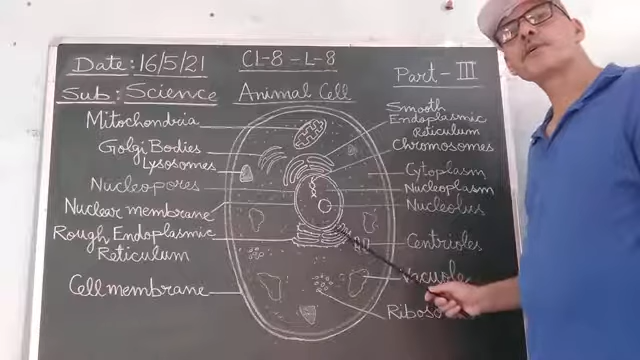 Date: 16/5/21
Cl-8 - L-8
Part - III
Sub: Science
Animal Cell
Mitochondria
Golgi Bodies
Lysosomes
Nucleopores
Nuclear membrane
Rough Endoplasmic
Reticulum
Cell membrane
Smooth
Endoplasmic
Reticulum
Chromosomes
Cytoplasm
Nucleoplasm
Nucleolus
Centrioles
Vacuole